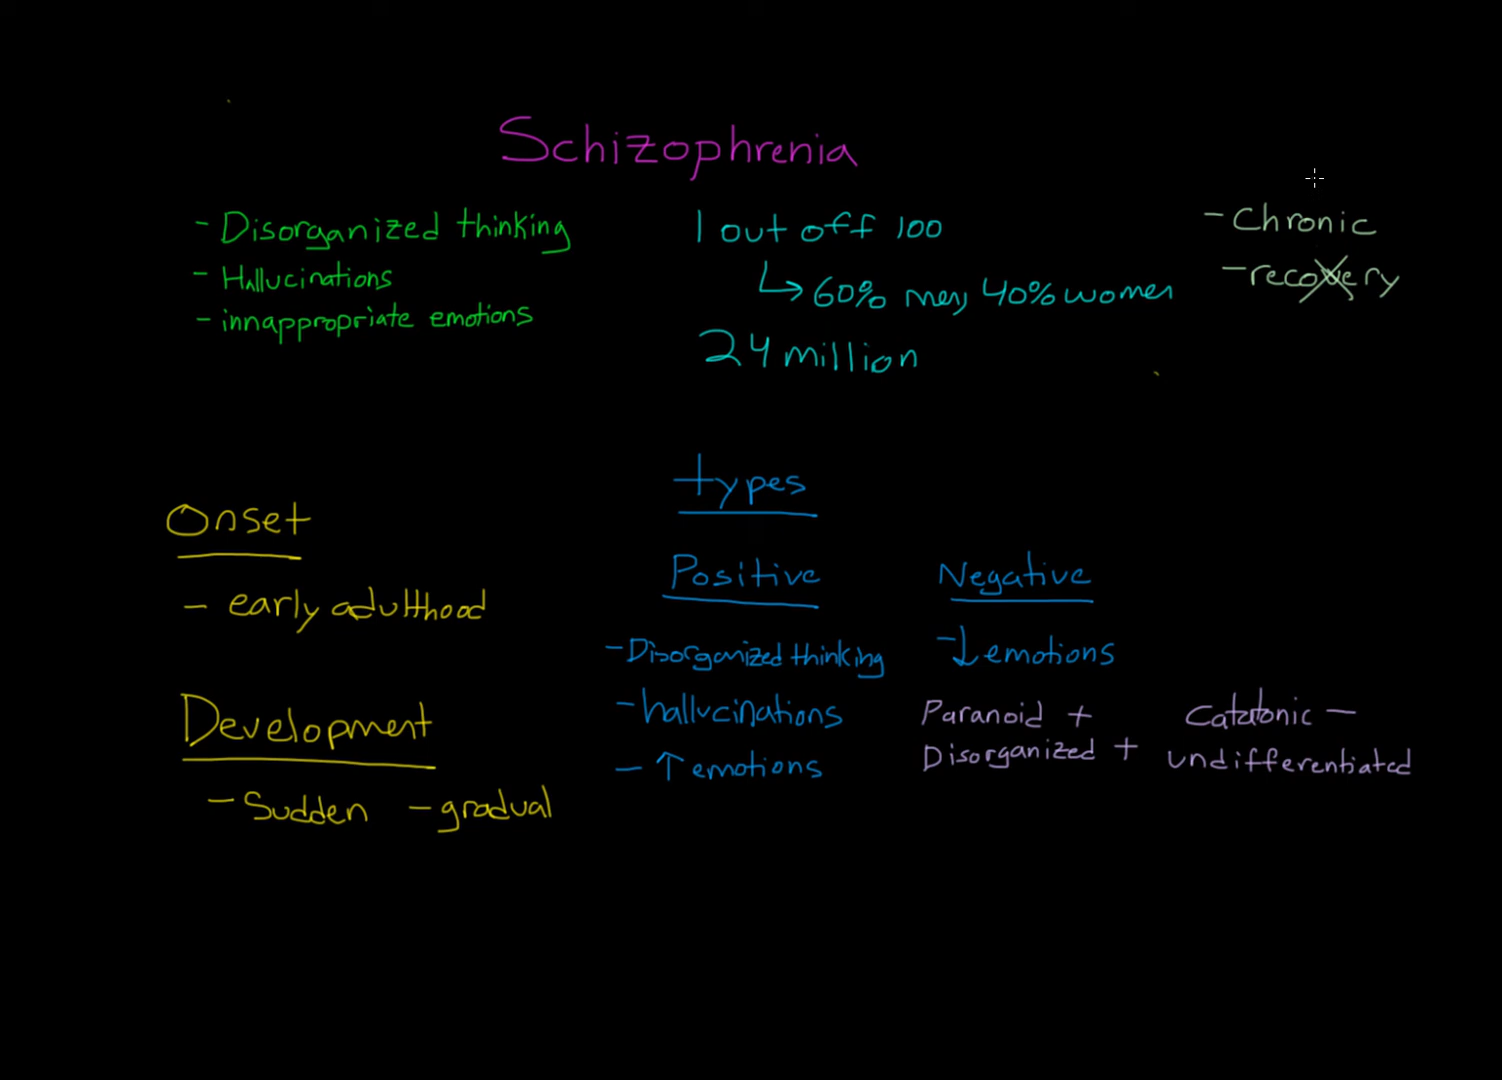 Schizophrenia
- Disorganized thinking
- Hallucinations
- innappropriate emotions
1 out off 100
↳ 60% men, 40% women
24 million
- Chronic
- recovery
Onset
- early adulthood
Development
- Sudden - gradual
types
Positive
- Disorganized thinking
- hallucinations
- ↑ emotions
Negative
- ↓ emotions
Paranoid +
Disorganized +
Catatonic -
undifferentiated